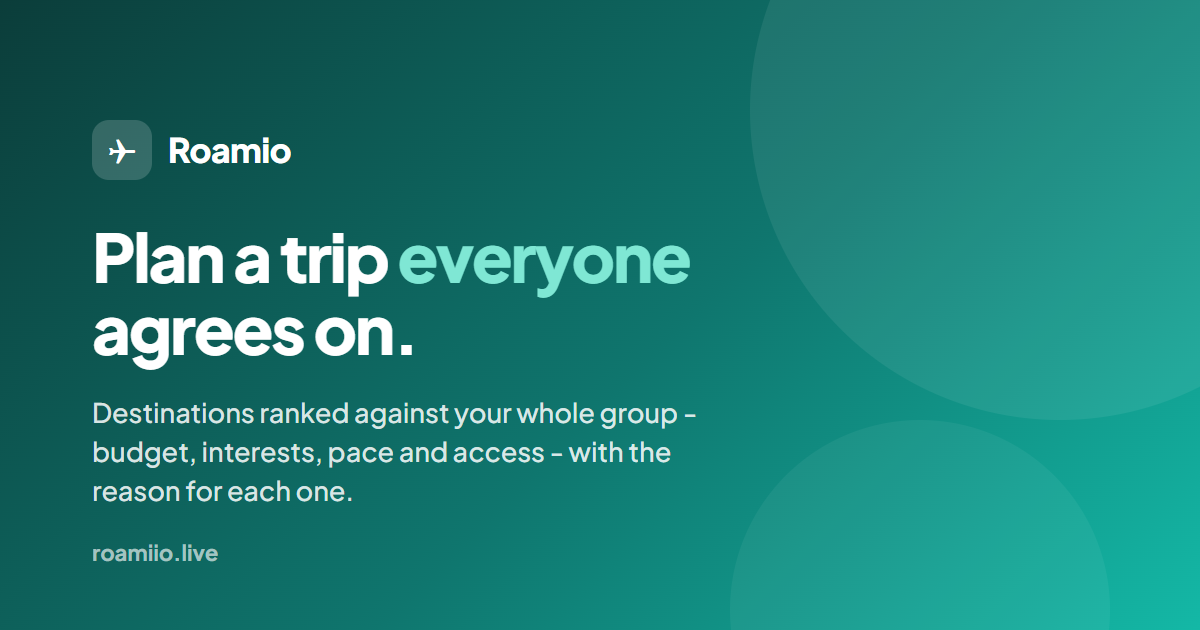 Roamio
Plan a trip everyone
agrees on.
Destinations ranked against your whole group -
budget, interests, pace and access - with the
reason for each one.
roamiio.live